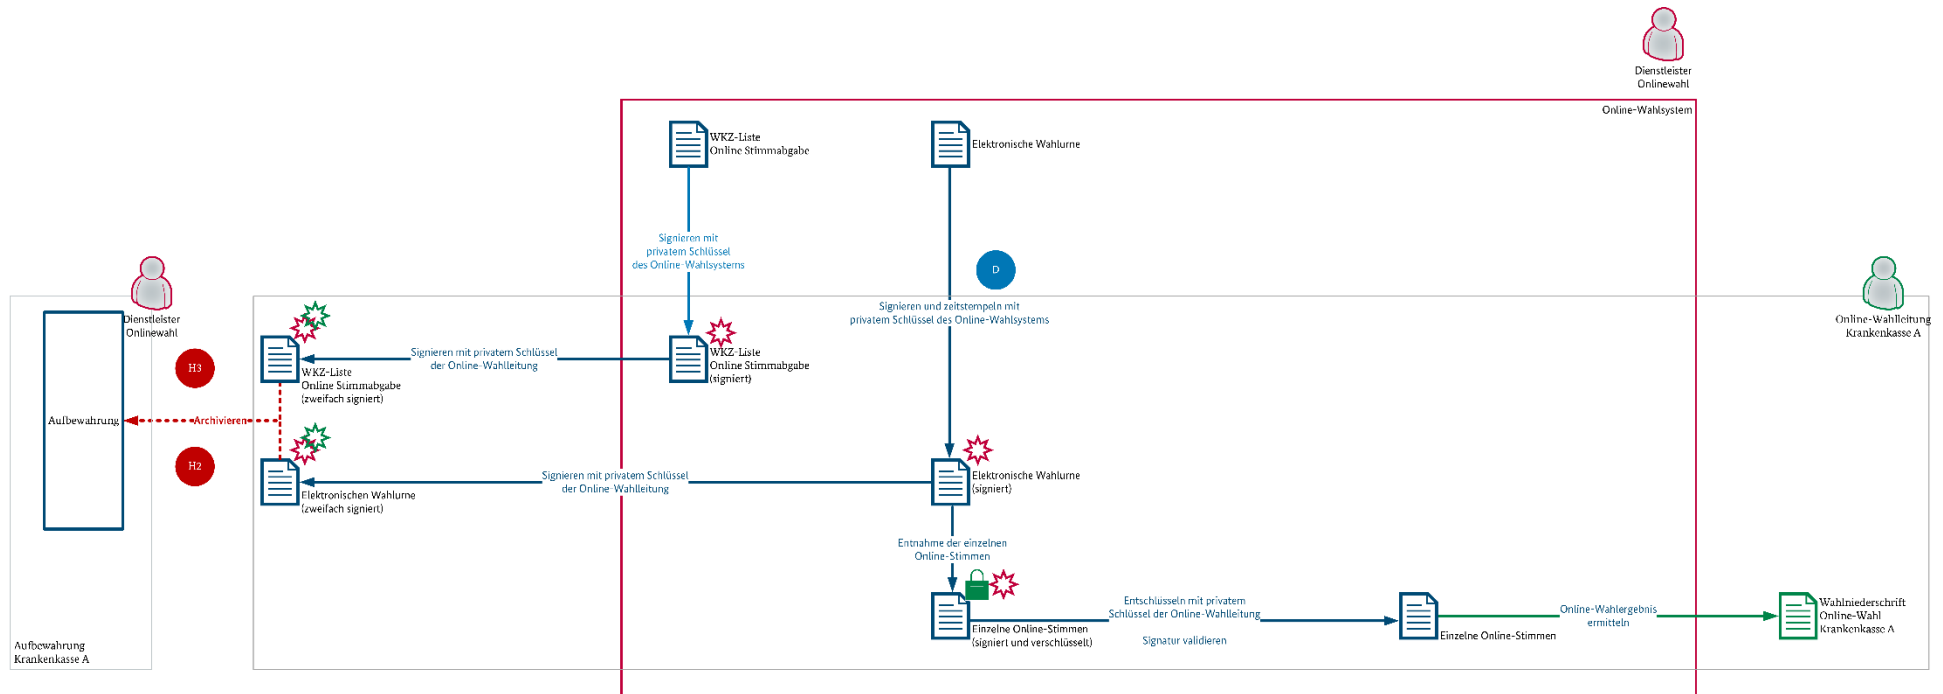 Dienstleister
Onlinewahl
Online-Wahlsystem
WKZ-Liste
Online Stimmabgabe
Elektronische Wahlurne
Signieren mit
privatem Schlüssel
des Online-Wahlsystems
D
Signieren und zeitstempeln mit
privatem Schlüssel des Online-Wahlsystems
Dienstleister
Onlinewahl
Online-Wahlleitung
Krankenkasse A
H3
WKZ-Liste
Online Stimmabgabe
(zweifach signiert)
Signieren mit privatem Schlüssel
der Online-Wahlleitung
WKZ-Liste
Online Stimmabgabe
(signiert)
Aufbewahrung
Archivieren
H2
Elektronischen Wahlurne
(zweifach signiert)
Signieren mit privatem Schlüssel
der Online-Wahlleitung
Elektronische Wahlurne
(signiert)
Entnahme der einzelnen
Online-Stimmen
Einzelne Online-Stimmen
(signiert und verschlüsselt)
Entschlüsseln mit privatem
Schlüssel der Online-Wahlleitung
Signatur validieren
Einzelne Online-Stimmen
Online-Wahlergebnis
ermitteln
Wahlniederschrift
Online-Wahl
Krankenkasse A
Aufbewahrung
Krankenkasse A